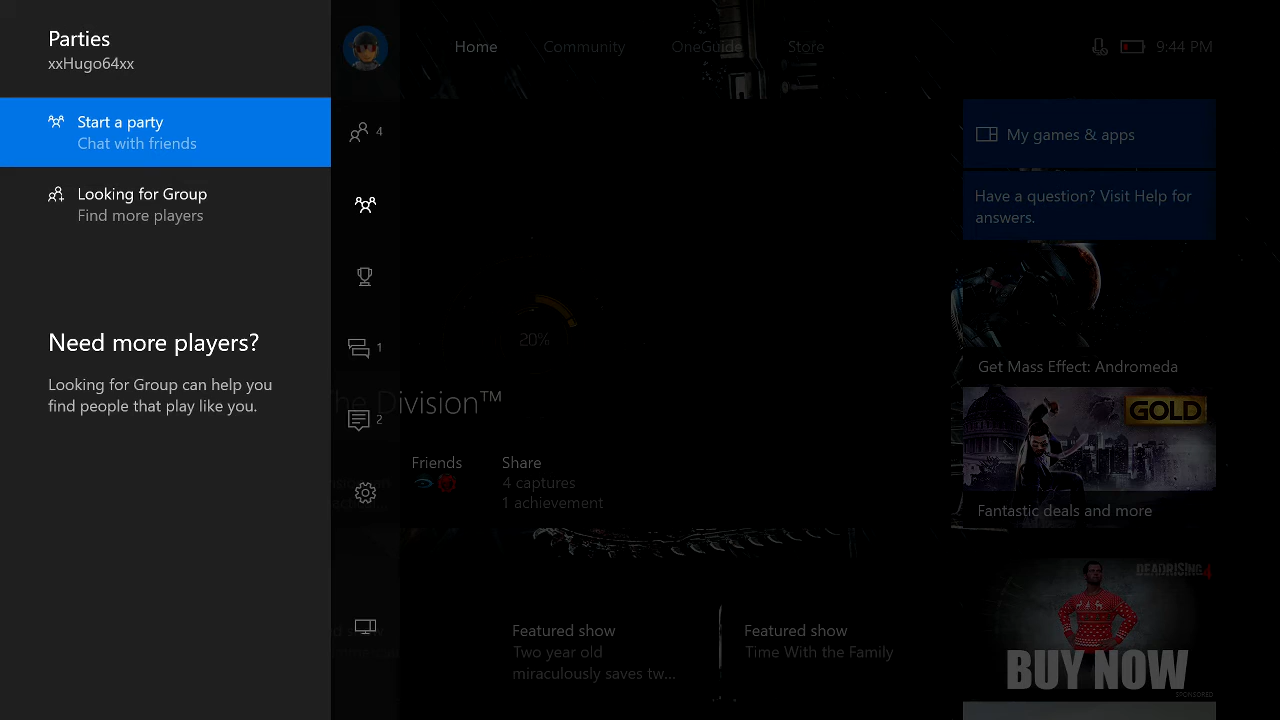 Parties
xxHugo64xx
Start a party
Chat with friends
Looking for Group
Find more players
Need more players?
Looking for Group can help you
find people that play like you.
4
1
2
Home
Community
OneGuide
Store
9:44 PM
20%
The Division™
Friends
Share
4 captures
1 achievement
Featured show
Two year old
miraculously saves tw...
Featured show
Time With the Family
My games & apps
Have a question? Visit Help for
answers.
Get Mass Effect: Andromeda
GOLD
Fantastic deals and more
DEADRISING 4
BUY NOW
SPONSORED